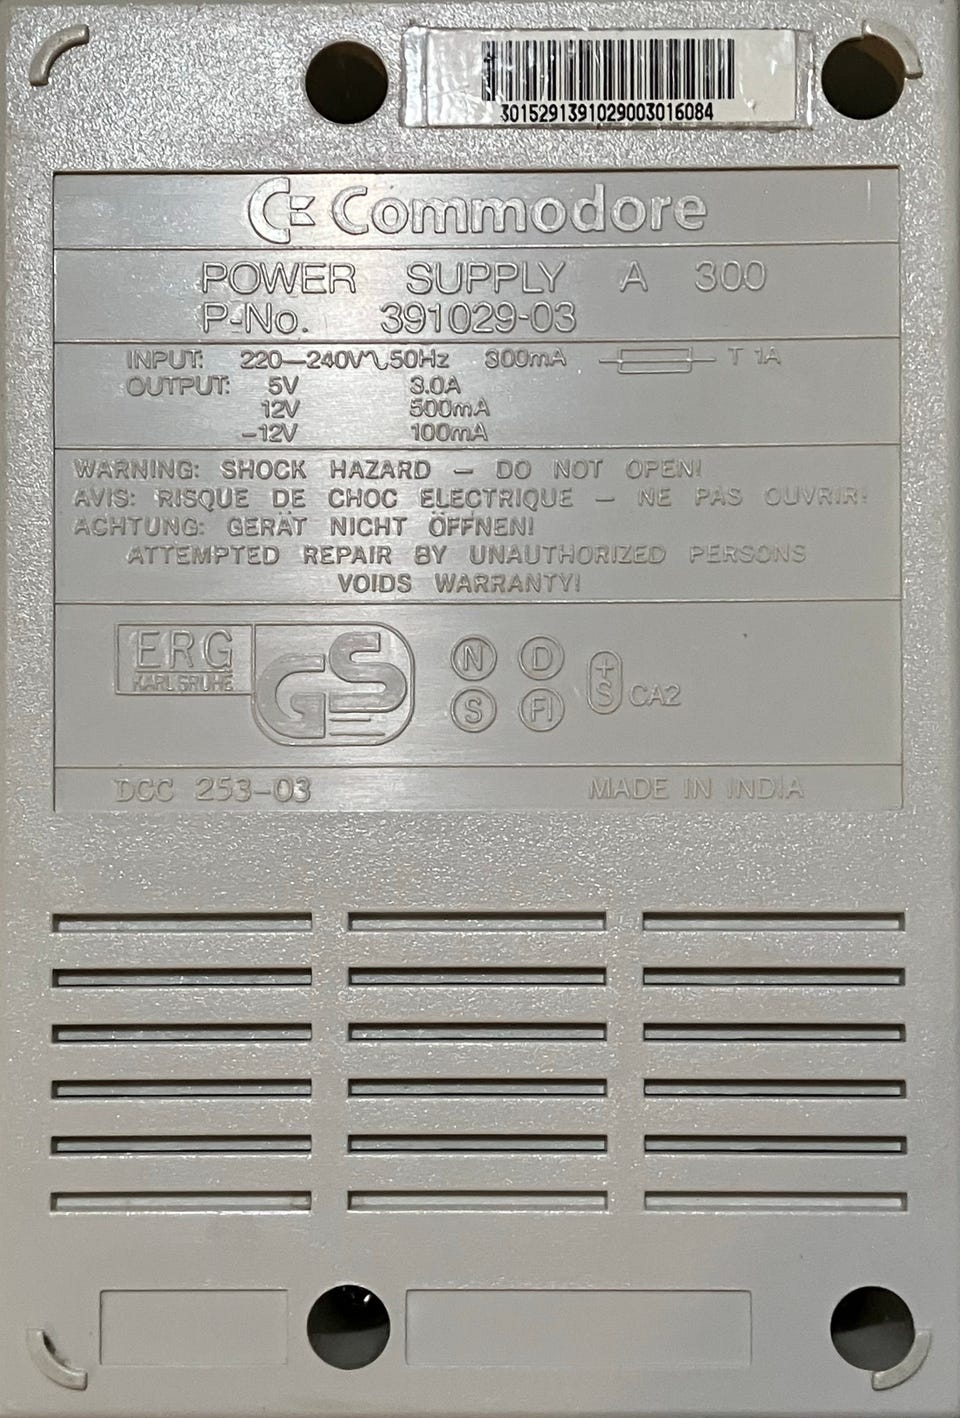 3015291391029003016084
Commodore
POWER SUPPLY A 300
P-No. 391029-03
INPUT: 220—240V∿50Hz 300mA T 1A
OUTPUT: 5V 3.0A
12V 500mA
-12V 100mA
WARNING: SHOCK HAZARD – DO NOT OPEN!
AVIS: RISQUE DE CHOC ELECTRIQUE – NE PAS OUVRIR!
ACHTUNG: GERÄT NICHT ÖFFNEN!
ATTEMPTED REPAIR BY UNAUTHORIZED PERSONS
VOIDS WARRANTY!
ERG
KARLSRUHE
GS
N D
S FI
+S CA2
DCC 253-03 MADE IN INDIA